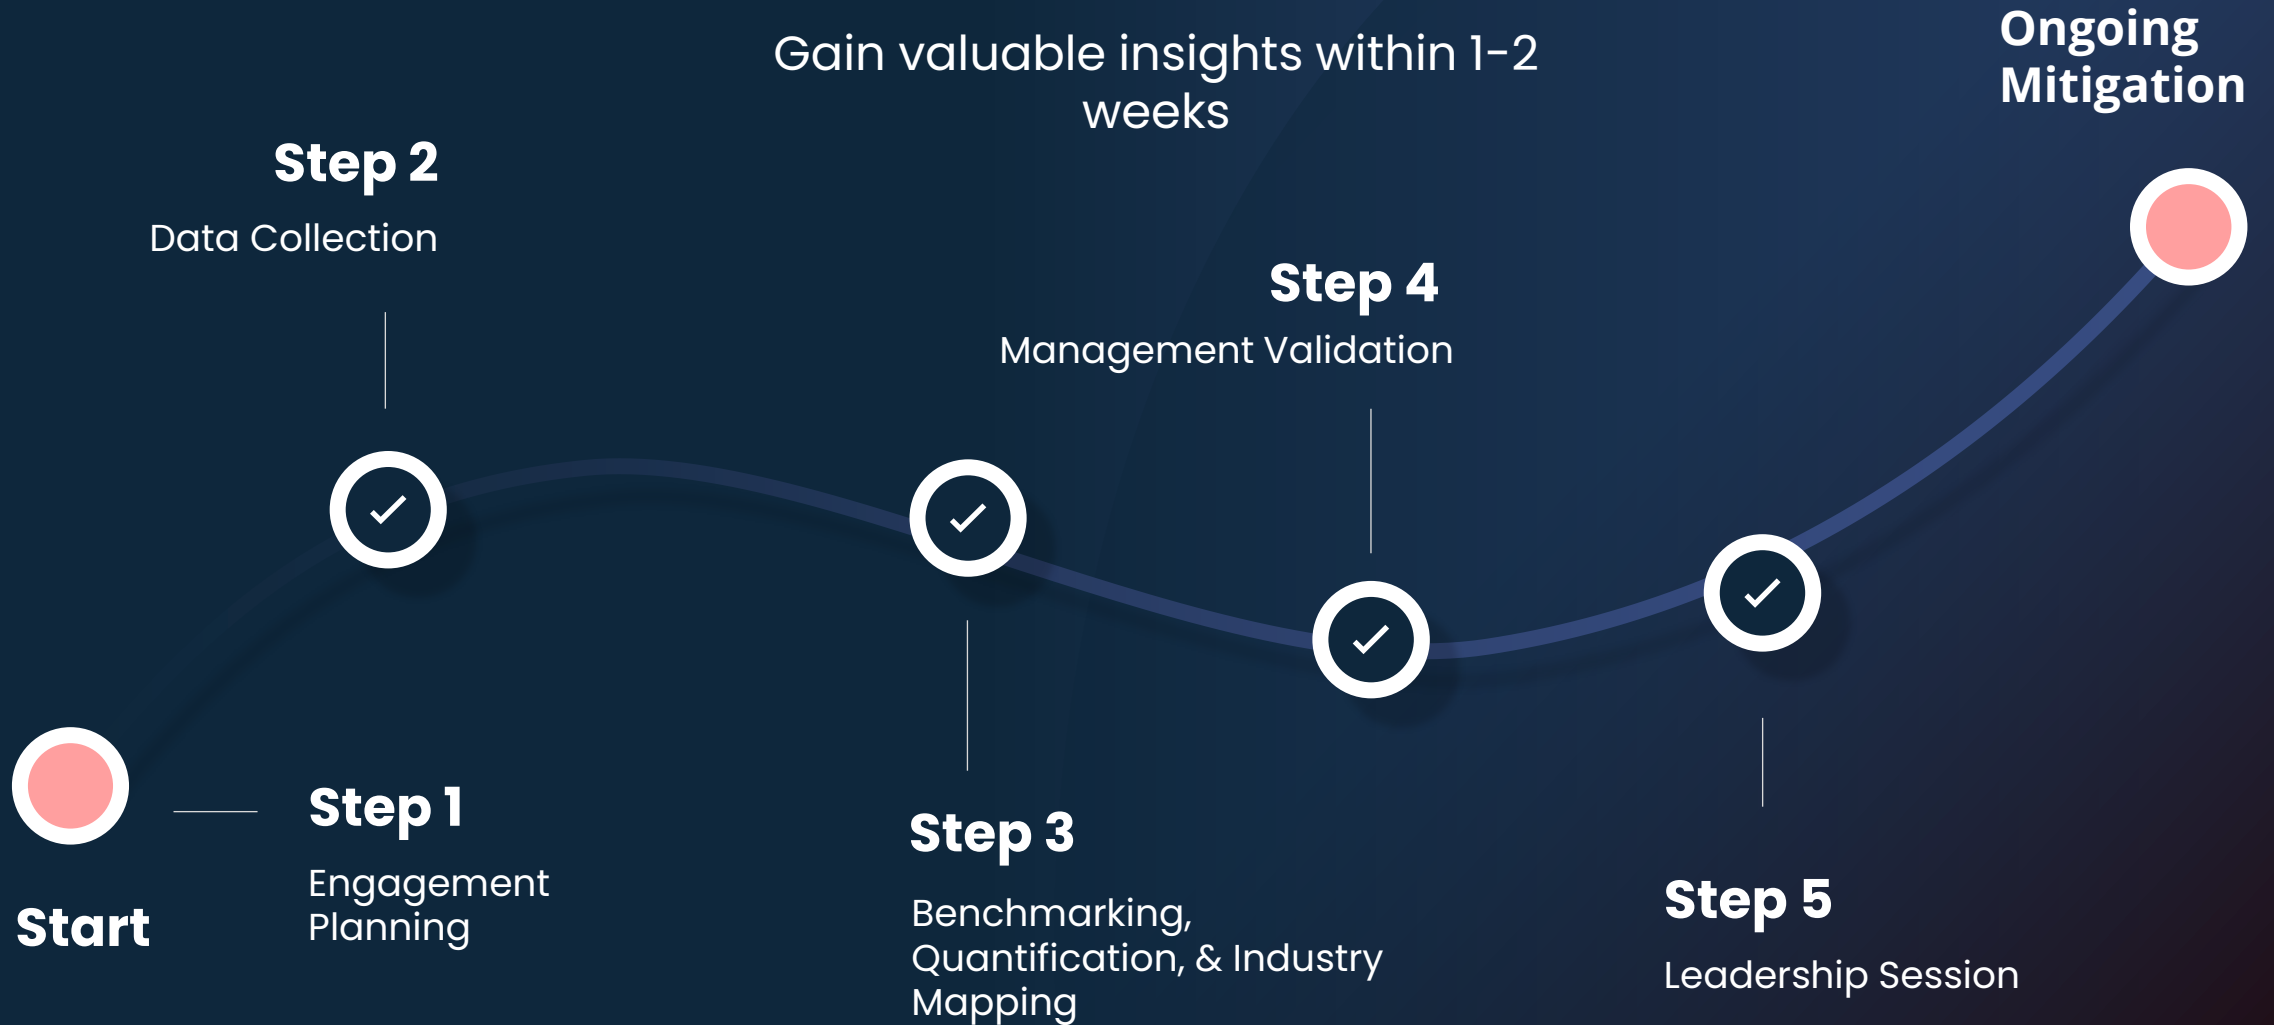 Gain valuable insights within 1-2
weeks
Ongoing
Mitigation
Step 2
Data Collection
Step 4
Management Validation
Start
Step 1
Engagement
Planning
Step 3
Benchmarking,
Quantification, & Industry
Mapping
Step 5
Leadership Session